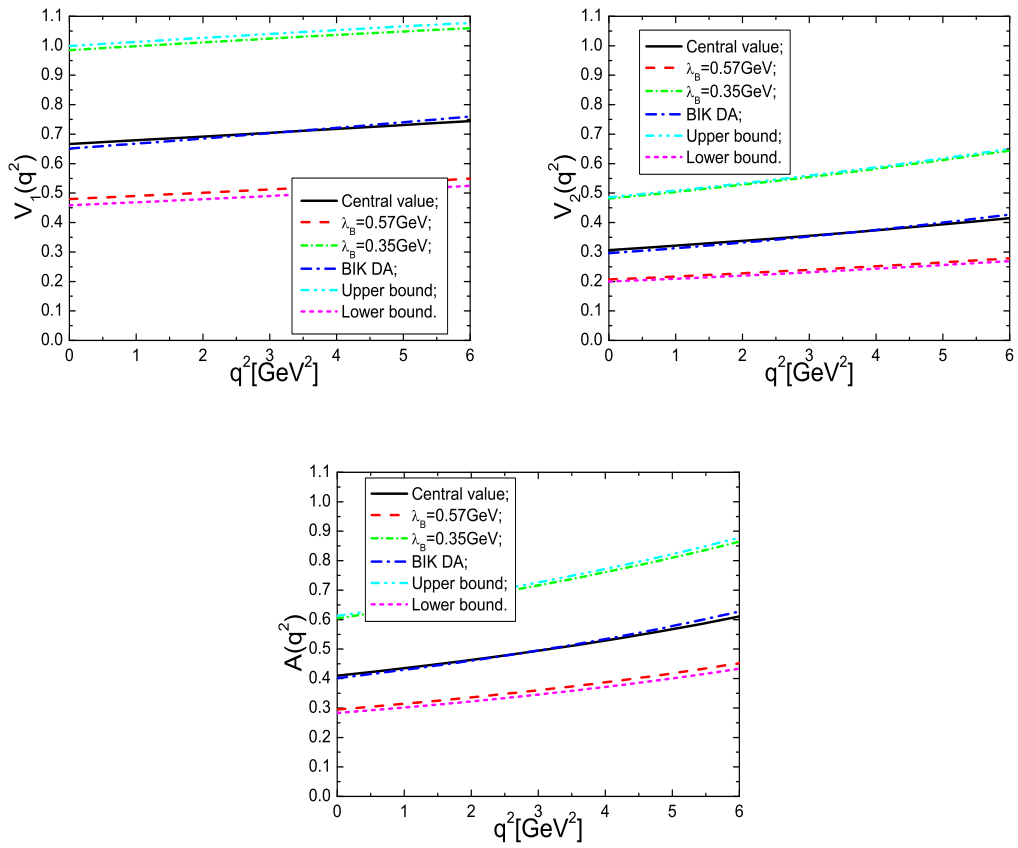 V₁(q²)
1.1
1.0
0.9
0.8
0.7
0.6
0.5
0.4
0.3
0.2
0.1
0.0
Central value;
λ_B=0.57GeV;
λ_B=0.35GeV;
BIK DA;
Upper bound;
Lower bound.
0 1 2 3 4 5 6
q²[GeV²]
V₂(q²)
1.1
1.0
0.9
0.8
0.7
0.6
0.5
0.4
0.3
0.2
0.1
0.0
Central value;
λ_B=0.57GeV;
λ_B=0.35GeV;
BIK DA;
Upper bound;
Lower bound.
0 1 2 3 4 5 6
q²[GeV²]
A(q²)
1.1
1.0
0.9
0.8
0.7
0.6
0.5
0.4
0.3
0.2
0.1
0.0
Central value;
λ_B=0.57GeV;
λ_B=0.35GeV;
BIK DA;
Upper bound;
Lower bound.
0 1 2 3 4 5 6
q²[GeV²]